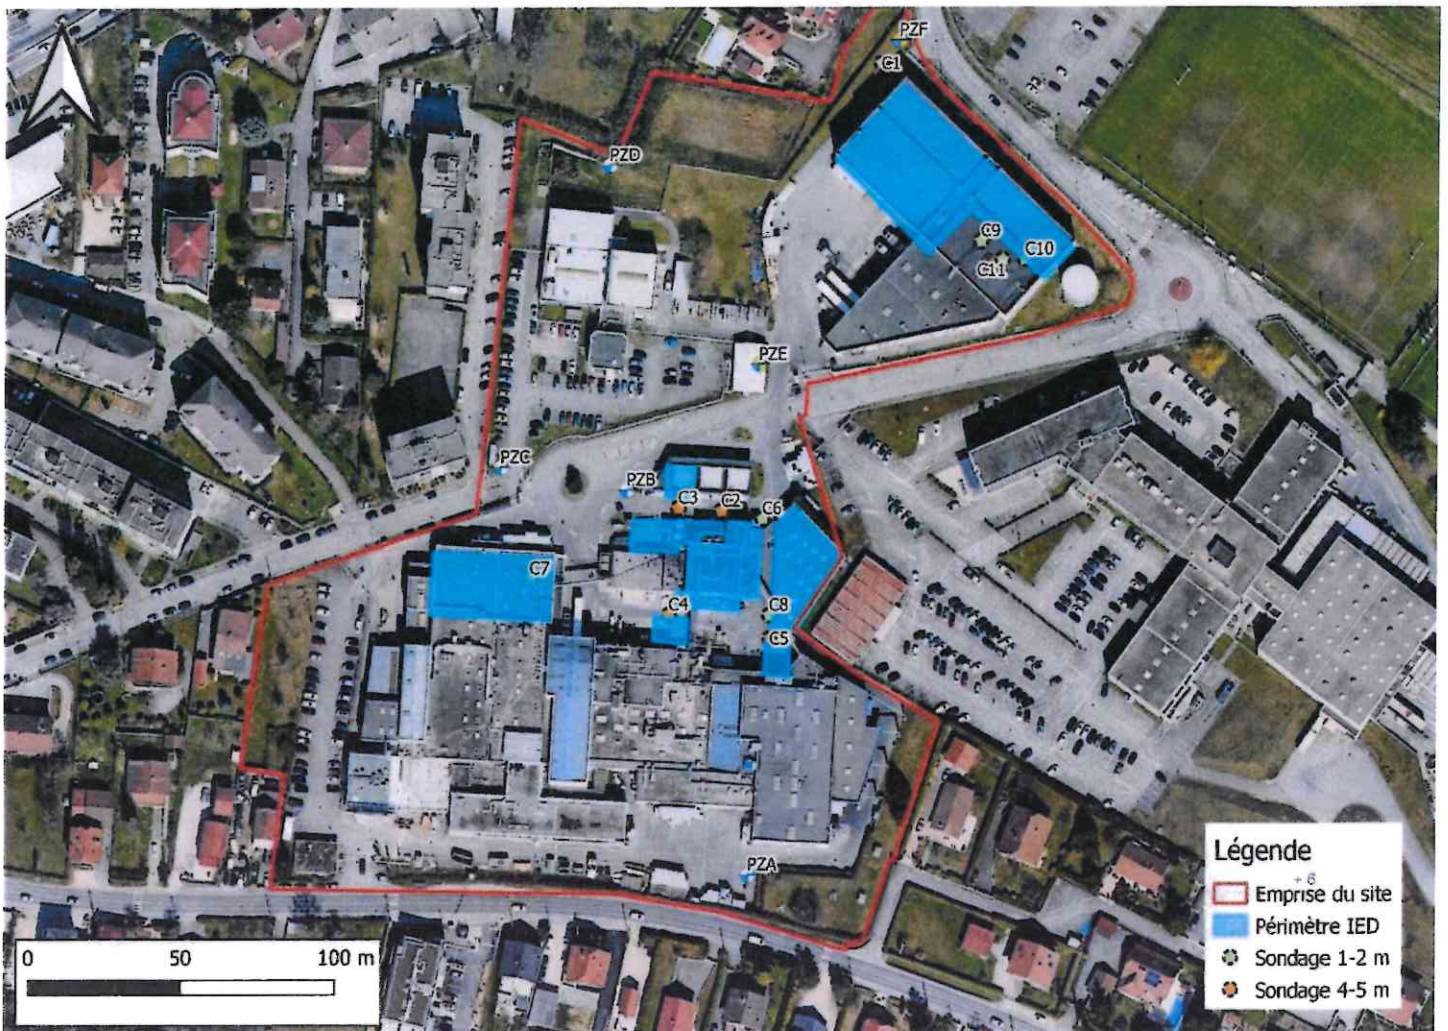 PZF
C1
PZD
C9
C10
C11
PZE
PZC
PZB
C3
C2
C6
C7
C4
C8
C5
PZA
Légende
+6
Emprise du site
Périmètre IED
Sondage 1-2 m
Sondage 4-5 m
0 50 100 m